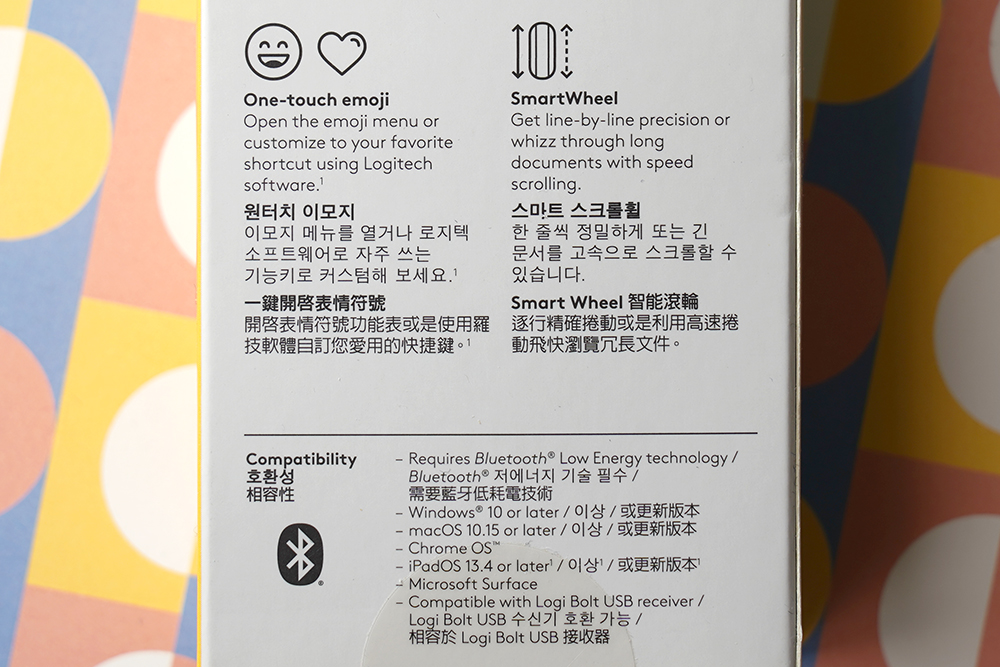 One-touch emoji
Open the emoji menu or
customize to your favorite
shortcut using Logitech
software.¹
원터치 이모지
이모지 메뉴를 열거나 로지텍
소프트웨어로 자주 쓰는
기능키로 커스텀해 보세요.¹
一鍵開啓表情符號
開啓表情符號功能表或是使用羅
技軟體自訂您愛用的快捷鍵。¹
SmartWheel
Get line-by-line precision or
whizz through long
documents with speed
scrolling.
스마트 스크롤휠
한 줄씩 정밀하게 또는 긴
문서를 고속으로 스크롤할 수
있습니다.
Smart Wheel 智能滾輪
逐行精確捲動或是利用高速捲
動飛快瀏覽冗長文件。
Compatibility
호환성
相容性
– Requires Bluetooth® Low Energy technology /
Bluetooth® 저에너지 기술 필수 /
需要藍牙低耗電技術
– Windows® 10 or later / 이상 / 或更新版本
– macOS 10.15 or later / 이상 / 或更新版本
– Chrome OS™
– iPadOS 13.4 or later¹ / 이상¹ / 或更新版本¹
– Microsoft Surface
– Compatible with Logi Bolt USB receiver /
Logi Bolt USB 수신기 호환 가능 /
相容於 Logi Bolt USB 接收器